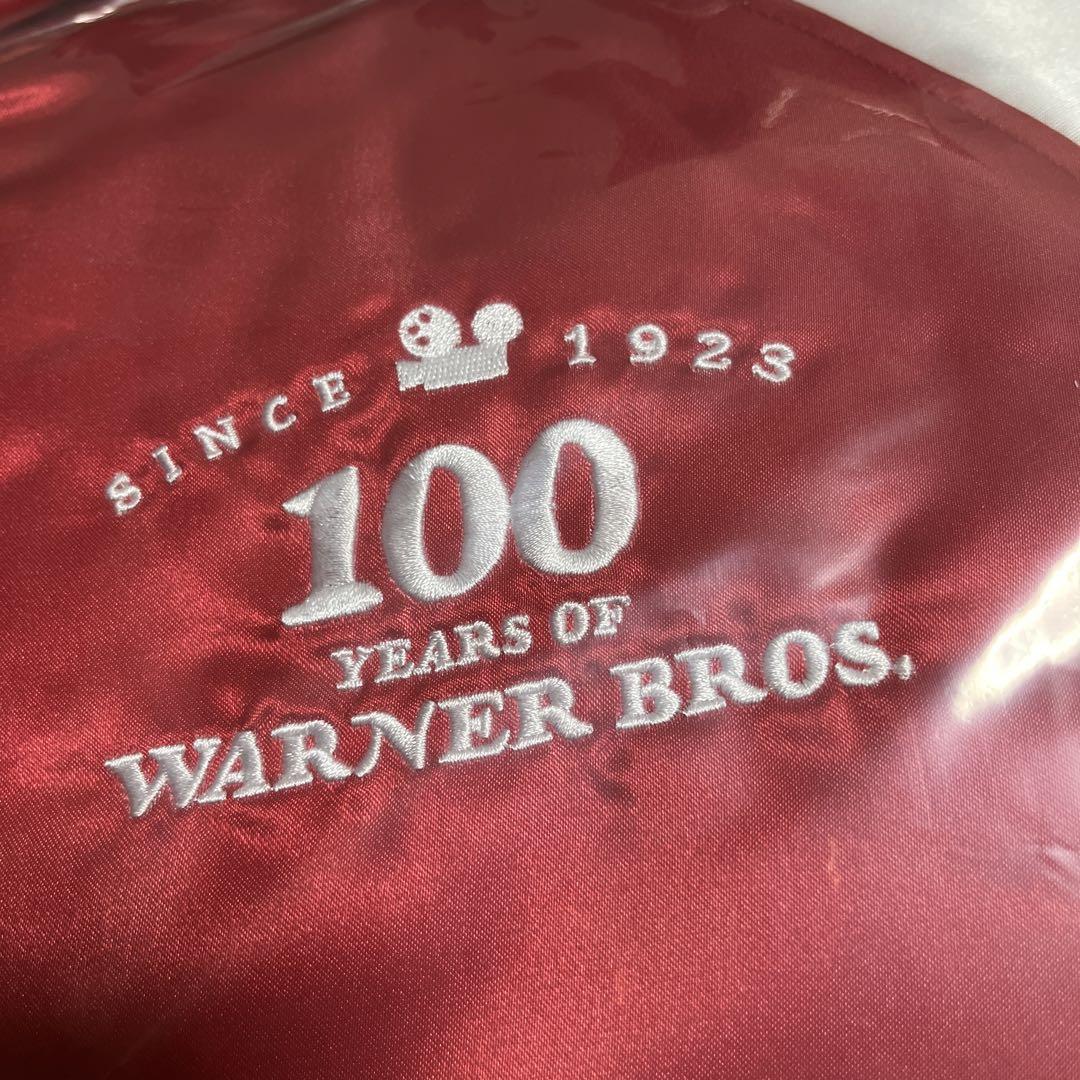 SINCE 1923
100
YEARS OF
WARNER BROS.